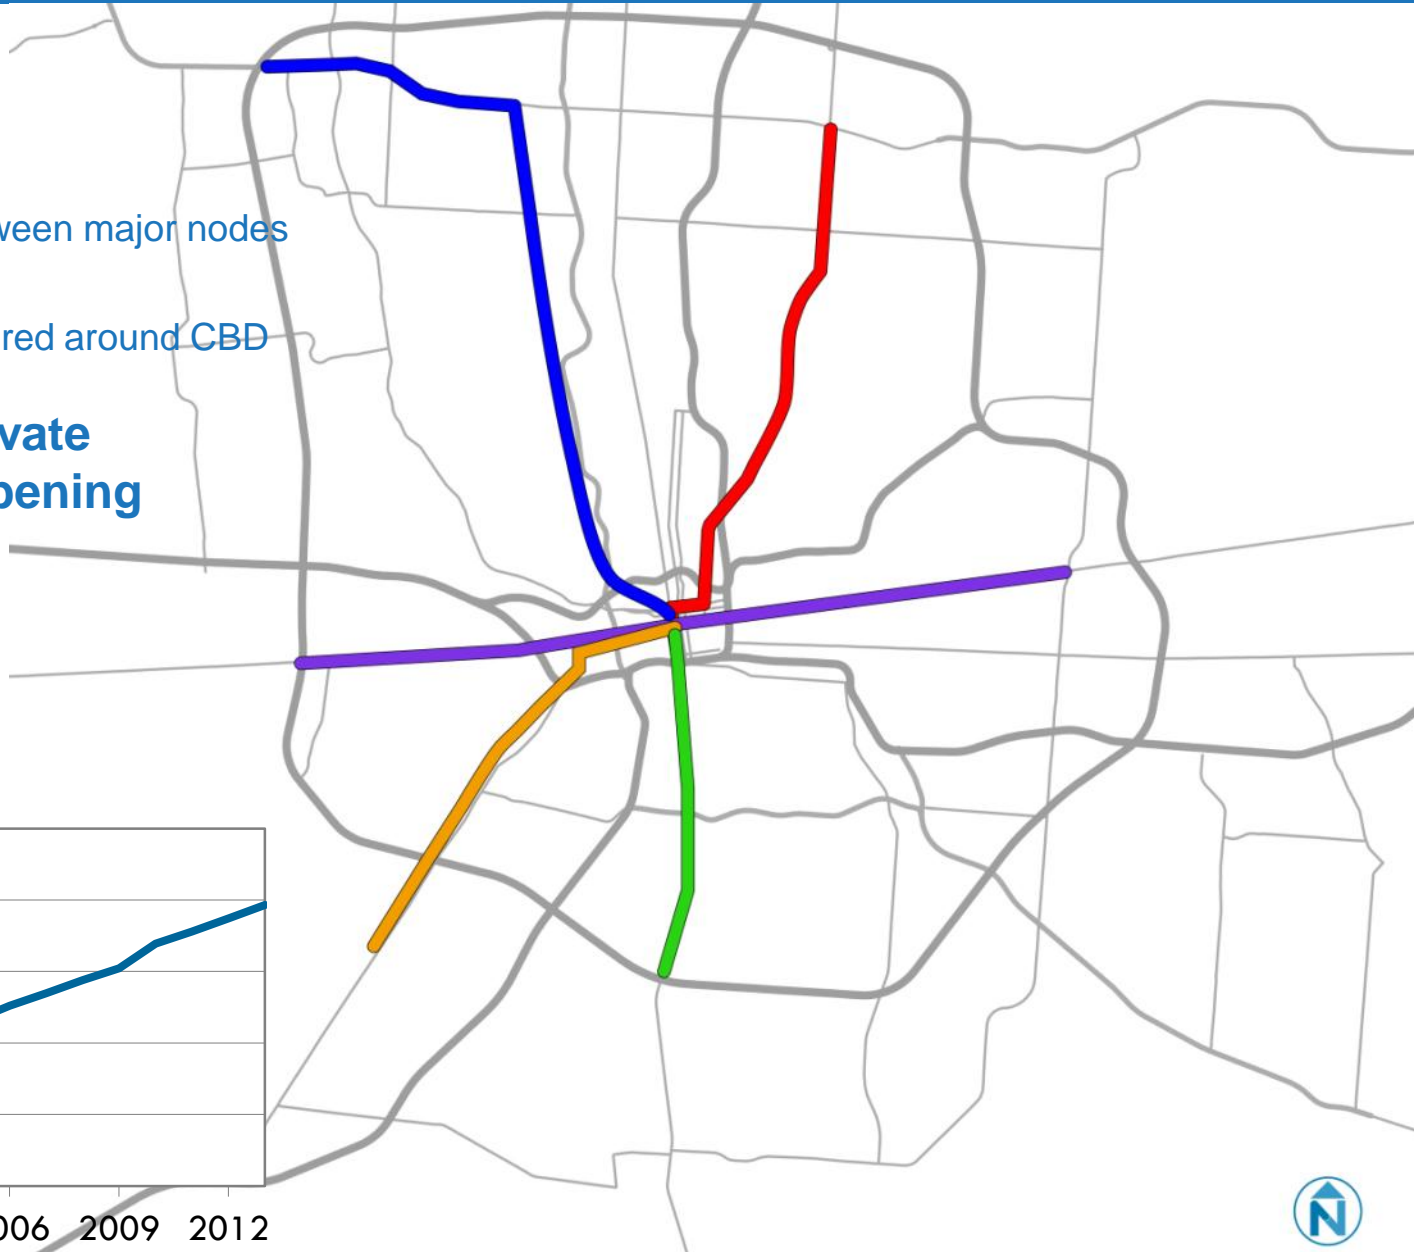 ween major nodes
red around CBD
vate
pening
006 2009 2012
N